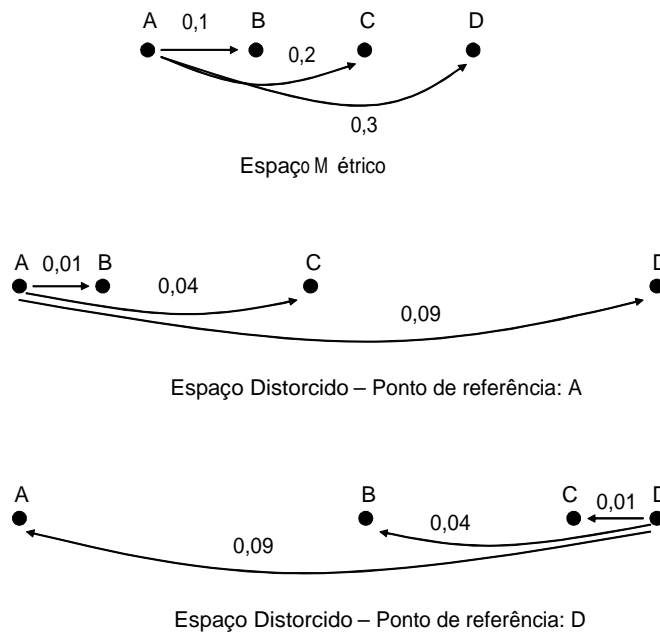 A B C D
0,1
0,2
0,3
Espaço M étrico
A B C D
0,01
0,04
0,09
Espaço Distorcido – Ponto de referência: A
A B C D
0,01
0,04
0,09
Espaço Distorcido – Ponto de referência: D